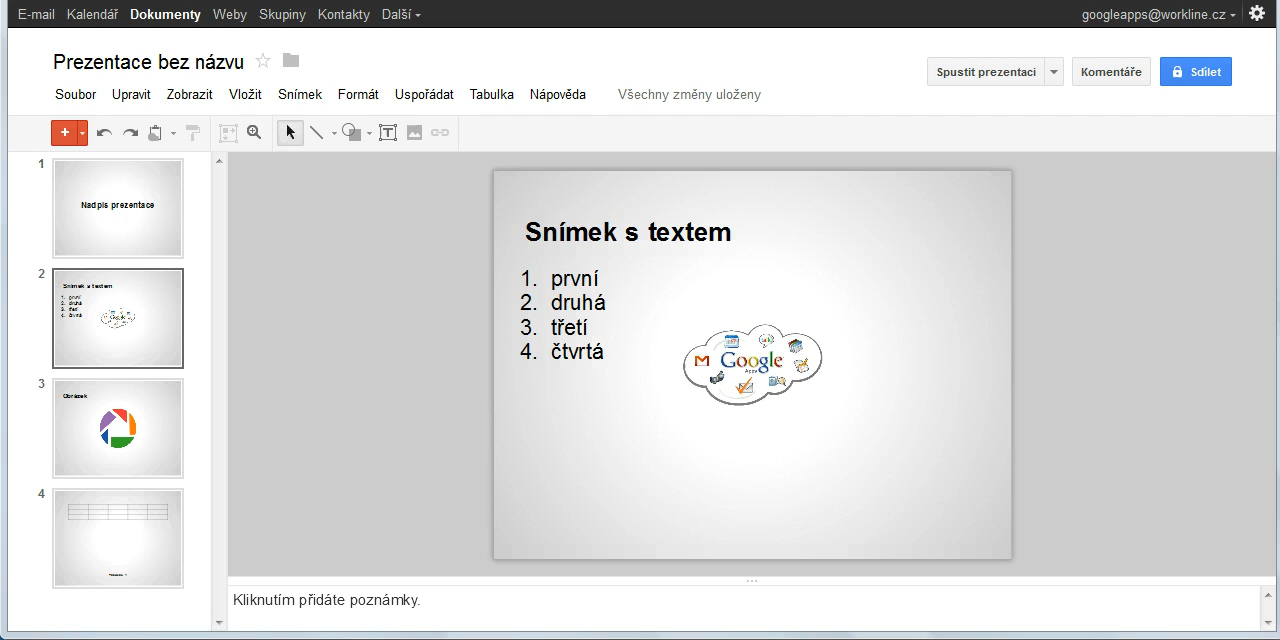 E-mail Kalendář Dokumenty Weby Skupiny Kontakty Další googleapps@workline.cz
Prezentace bez názvu
Spustit prezentaci Komentáře Sdílet
Soubor Upravit Zobrazit Vložit Snímek Formát Uspořádat Tabulka Nápověda Všechny změny uloženy
1
Nadpis prezentace
2
Snímek s textem
1. první
2. druhá
3. třetí
4. čtvrtá
3
Obrázek
4
Snímek s textem
1. první
2. druhá
3. třetí
4. čtvrtá
Google
Apps
Kliknutím přidáte poznámky.